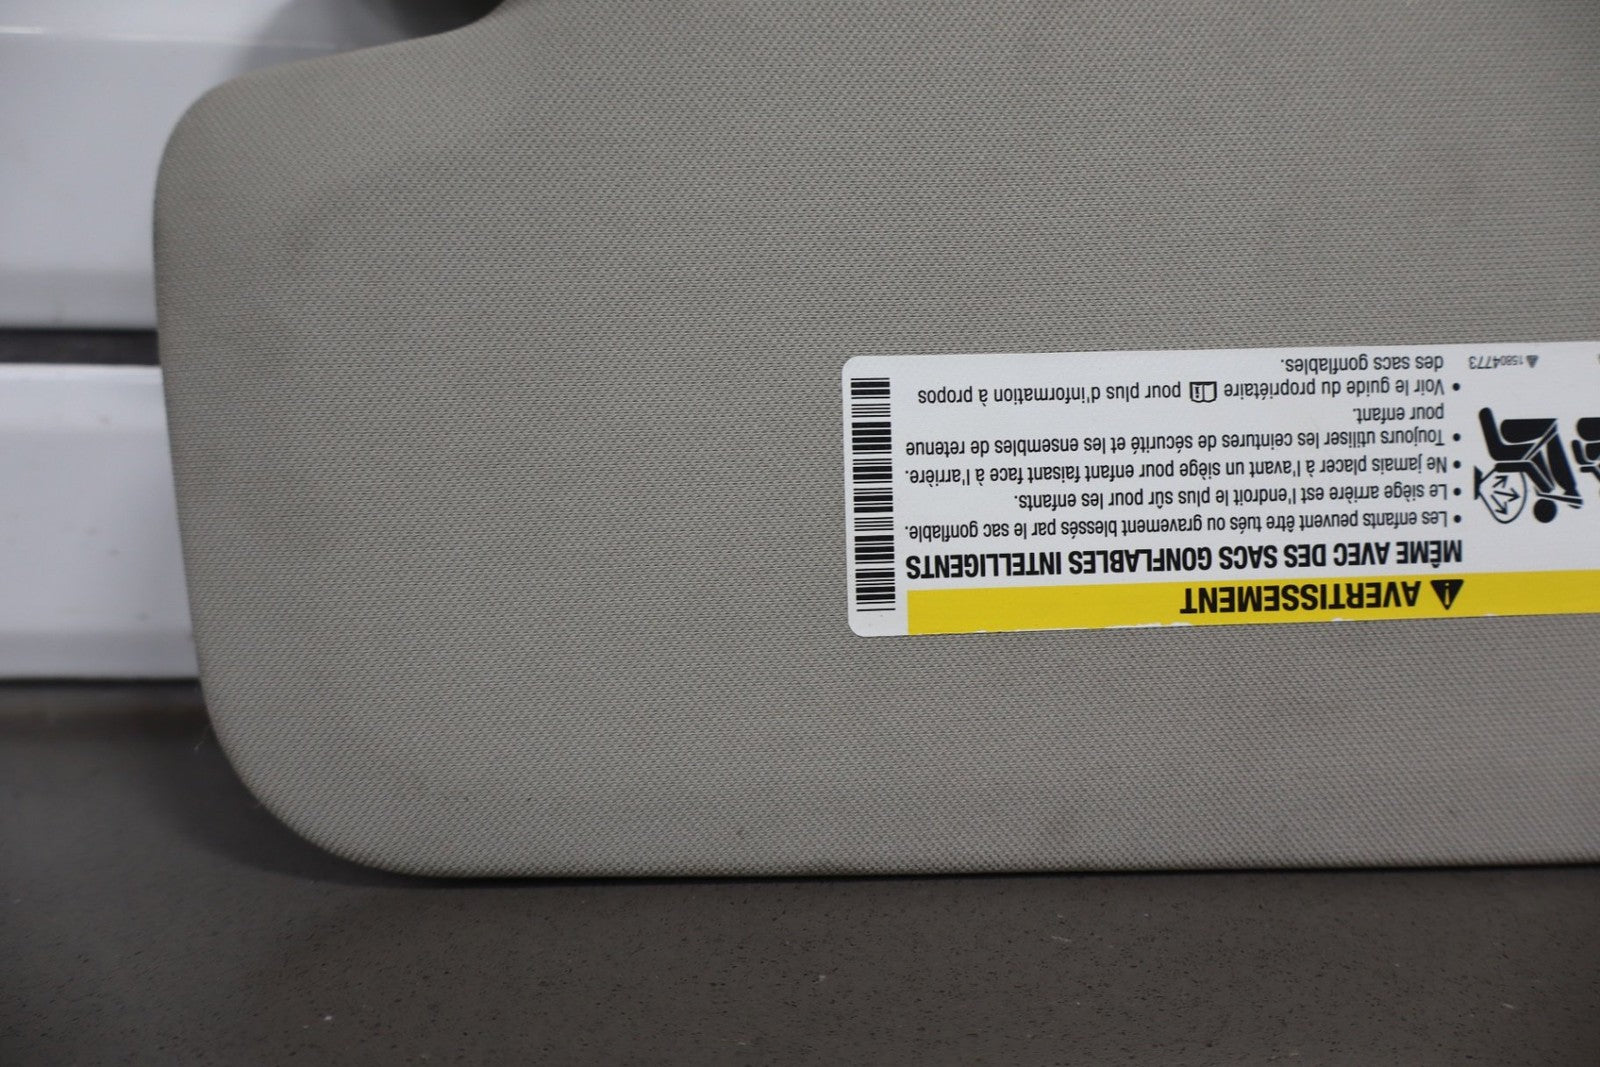 AVERTISSEMENT
MÊME AVEC DES SACS GONFLABLES INTELLIGENTS
• Les enfants peuvent être tués ou gravement blessés par le sac gonflable.
• Le siège arrière est l'endroit le plus sûr pour les enfants.
• Ne jamais placer à l'avant un siège pour enfant faisant face à l'arrière.
• Toujours utiliser les ceintures de sécurité et les ensembles de retenue
pour enfant.
• Voir le guide du propriétaire pour plus d'information à propos
des sacs gonflables.
15804773